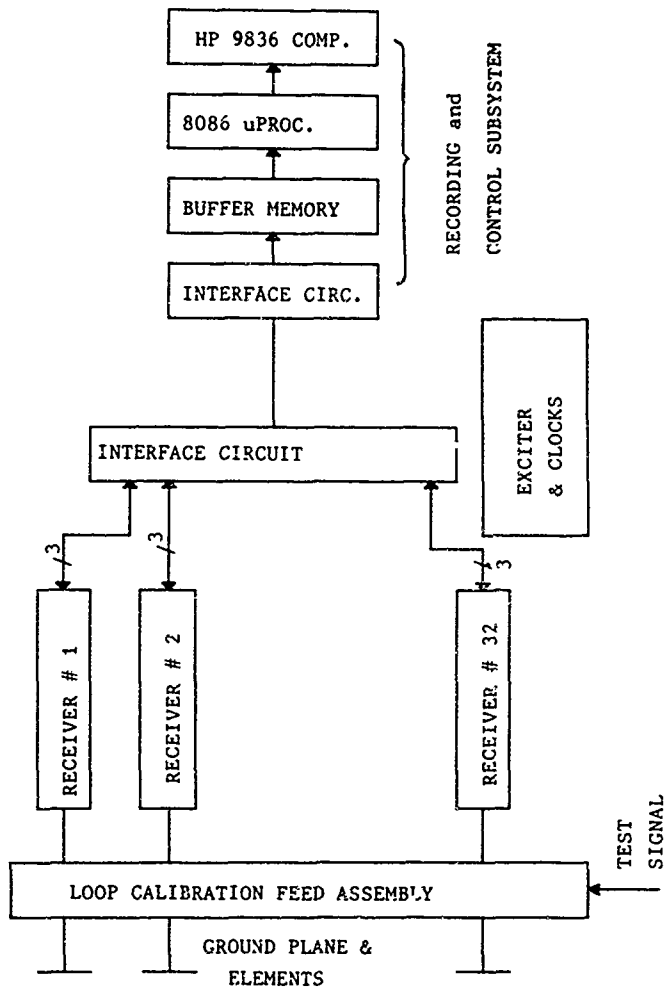 HP 9836 COMP.
8086 uPROC.
BUFFER MEMORY
INTERFACE CIRC.
RECORDING and
CONTROL SUBSYSTEM
INTERFACE CIRCUIT
EXCITER
& CLOCKS
3
3
3
RECEIVER # 1
RECEIVER # 2
RECEIVER # 32
LOOP CALIBRATION FEED ASSEMBLY
TEST
SIGNAL
GROUND PLANE &
ELEMENTS